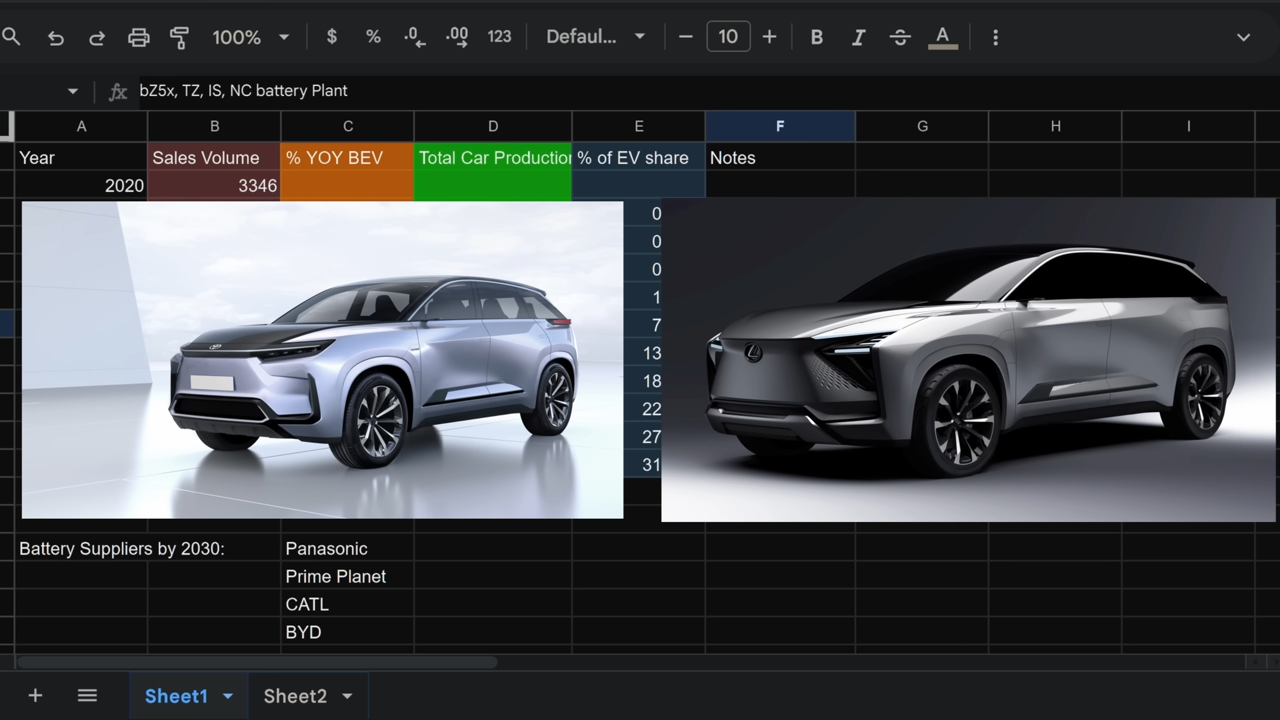 100% $ % .0 .00 123 Defaul... 10 B I S A
fx bZ5x, TZ, IS, NC battery Plant
A B C D E F G H I
Year Sales Volume % YOY BEV Total Car Production % of EV share Notes
2020 3346
0
0
0
1
7
13
18
22
27
31
Battery Suppliers by 2030: Panasonic
Prime Planet
CATL
BYD
Sheet1 Sheet2